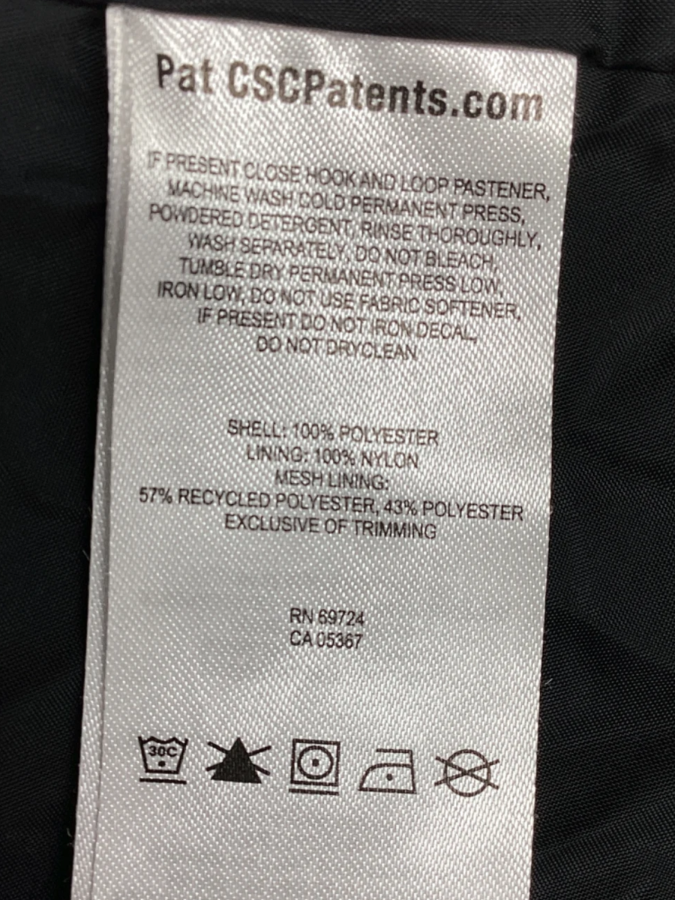 Pat CSCPatents.com
IF PRESENT CLOSE HOOK AND LOOP PASTENER,
MACHINE WASH COLD PERMANENT PRESS,
POWDERED DETERGENT, RINSE THOROUGHLY,
WASH SEPARATELY, DO NOT BLEACH,
TUMBLE DRY PERMANENT PRESS LOW,
IRON LOW, DO NOT USE FABRIC SOFTENER,
IF PRESENT DO NOT IRON DECAL,
DO NOT DRYCLEAN
SHELL: 100% POLYESTER
LINING: 100% NYLON
MESH LINING:
57% RECYCLED POLYESTER, 43% POLYESTER
EXCLUSIVE OF TRIMMING
RN 69724
CA 05367
30C